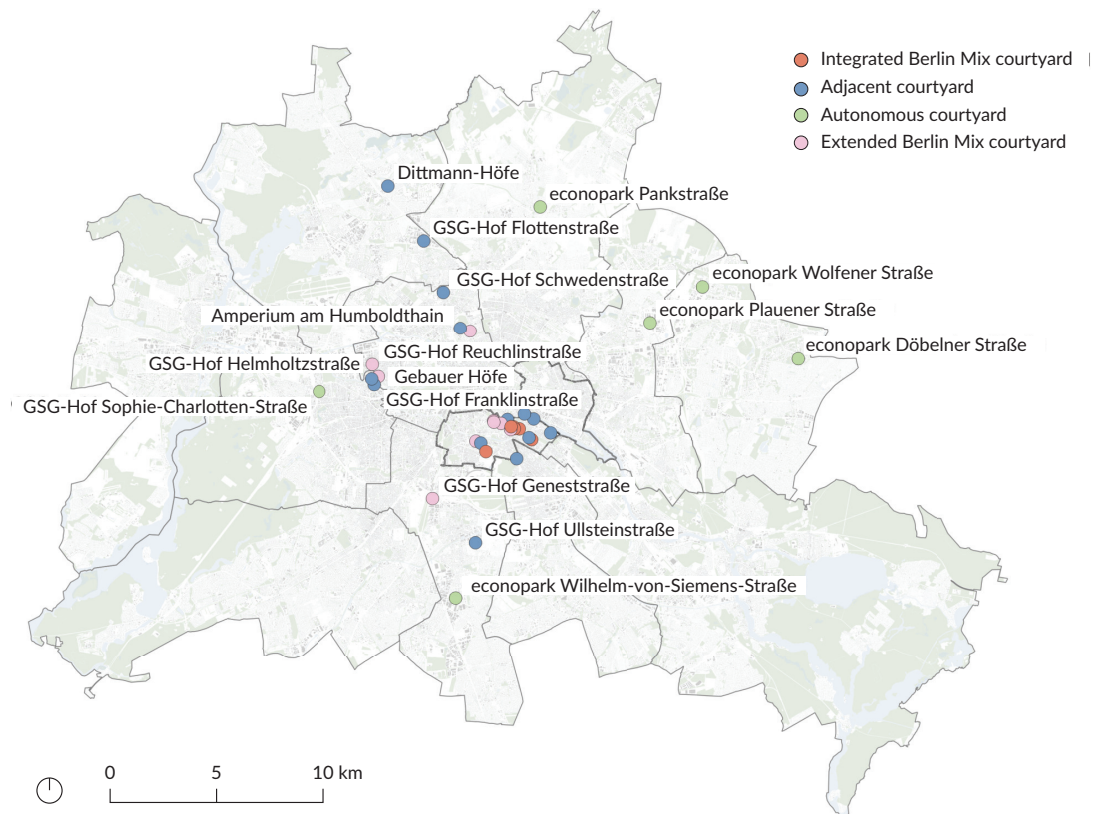 Integrated Berlin Mix courtyard
Adjacent courtyard
Autonomous courtyard
Extended Berlin Mix courtyard
Dittmann-Höfe
econopark Pankstraße
GSG-Hof Flottenstraße
econopark Wolfener Straße
GSG-Hof Schwedenstraße
econopark Plauener Straße
Amperium am Humboldthain
econopark Döbelner Straße
GSG-Hof Reuchlinstraße
GSG-Hof Helmholtzstraße
Gebauer Höfe
GSG-Hof Franklinstraße
GSG-Hof Sophie-Charlotten-Straße
GSG-Hof Geneststraße
GSG-Hof Ullsteinstraße
econopark Wilhelm-von-Siemens-Straße
0 5 10 km